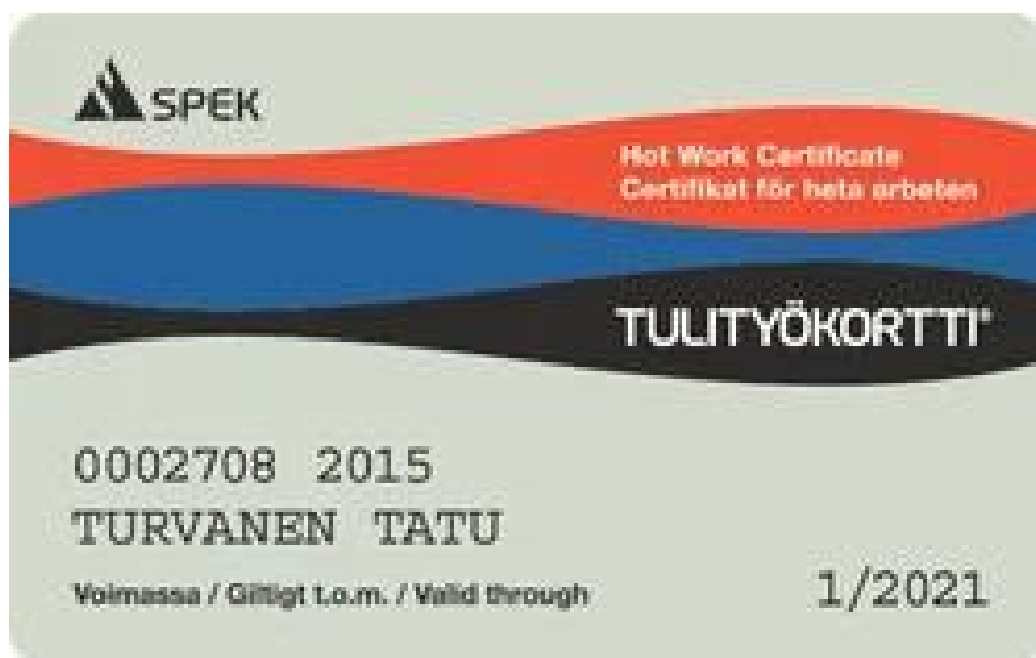 SPEK
Hot Work Certificate
Certifikat för heta arbeten
TULITYÖKORTTI®
0002708 2015
TURVANEN TATU
Voimassa / Giltigt t.o.m. / Valid through
1/2021